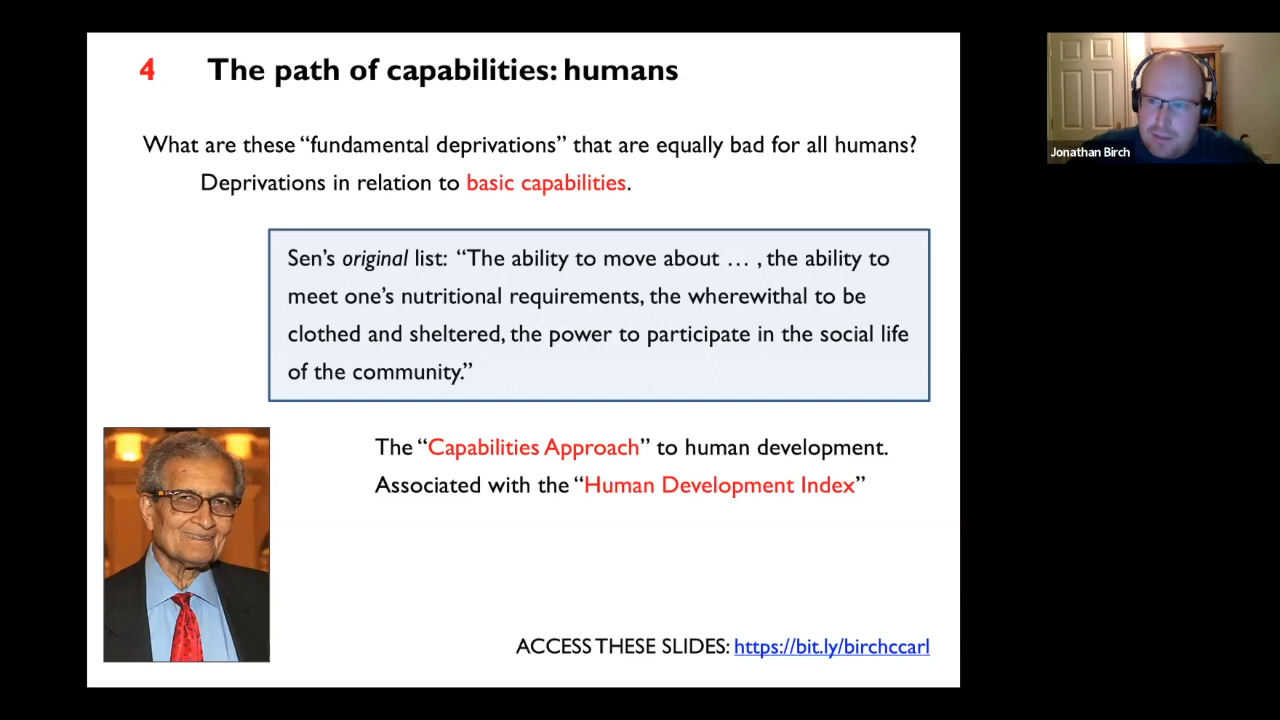 4 The path of capabilities: humans
What are these “fundamental deprivations” that are equally bad for all humans?
Deprivations in relation to basic capabilities.
Sen’s original list: “The ability to move about … , the ability to
meet one’s nutritional requirements, the wherewithal to be
clothed and sheltered, the power to participate in the social life
of the community.”
The “Capabilities Approach” to human development.
Associated with the “Human Development Index”
ACCESS THESE SLIDES: https://bit.ly/birchccarl
Jonathan Birch